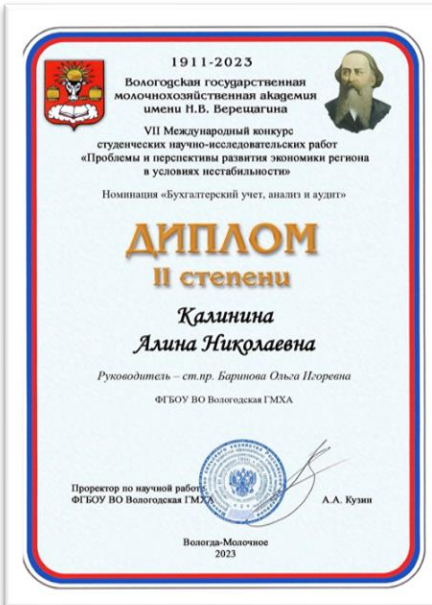 1911-2023
Вологодская государственная
молочнохозяйственная академия
имени Н.В. Верещагина
VII Международный конкурс
студенческих научно-исследовательских работ
«Проблемы и перспективы развития экономики региона
в условиях нестабильности»
Номинация «Бухгалтерский учет, анализ и аудит»
ДИПЛОМ
II степени
Калинина
Алина Николаевна
Руководитель – ст.пр. Баринова Ольга Игоревна
ФГБОУ ВО Вологодская ГМХА
Проректор по научной работе
ФГБОУ ВО Вологодская ГМХА
А.А. Кузин
Вологда-Молочное
2023